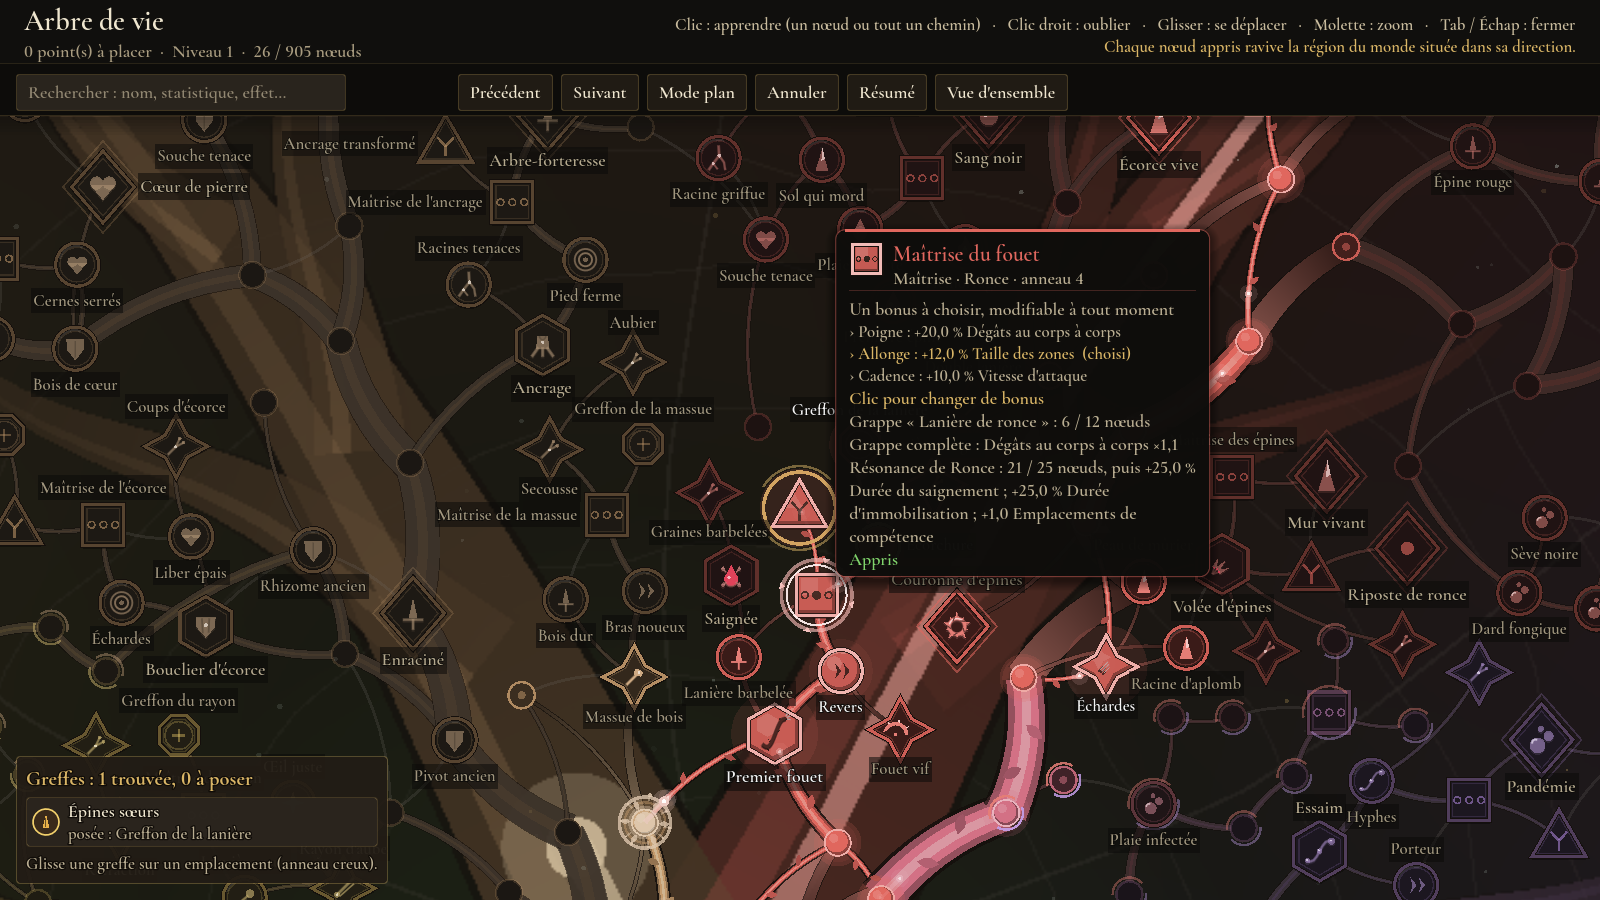 Arbre de vie
0 point(s) à placer · Niveau 1 · 26 / 905 nœuds
Clic : apprendre (un nœud ou tout un chemin) · Clic droit : oublier · Glisser : se déplacer · Molette : zoom · Tab / Échap : fermer
Chaque nœud appris ravive la région du monde située dans sa direction.
Rechercher : nom, statistique, effet...
Précédent
Suivant
Mode plan
Annuler
Résumé
Vue d'ensemble
Souche tenace
Ancrage transformé
Arbre-forteresse
Sang noir
Écorce vive
Cœur de pierre
Racine griffue
Sol qui mord
Épine rouge
Maîtrise de l'ancrage
Racines tenaces
Souche tenace
Cernes serrés
Pied ferme
Aubier
Bois de cœur
Ancrage
Coups d'écorce
Greffon de la massue
Maîtrise du fouet
Maîtrise · Ronce · anneau 4
Un bonus à choisir, modifiable à tout moment
› Poigne : +20,0 % Dégâts au corps à corps
› Allonge : +12,0 % Taille des zones (choisi)
› Cadence : +10,0 % Vitesse d'attaque
Clic pour changer de bonus
Grappe « Lanière de ronce » : 6 / 12 nœuds
Grappe complète : Dégâts au corps à corps ×1,1
Résonance de Ronce : 21 / 25 nœuds, puis +25,0 %
Durée du saignement ; +25,0 % Durée
d'immobilisation ; +1,0 Emplacements de
compétence
Appris
Maîtrise de l'écorce
Secousse
Maîtrise de la massue
Graines barbelées
des épines
Mur vivant
Sève noire
Liber épais
Rhizome ancien
Couronne d'épines
Riposte de ronce
Volée d'épines
Dard fongique
Échardes
Bouclier d'écorce
Enraciné
Bois dur
Bras noueux
Saignée
Greffon du rayon
Massue de bois
Lanière barbelée
Revers
Racine d'aplomb
Échardes
Pivot ancien
Premier fouet
Fouet vif
Pandémie
Essaim
Hyphes
Plaie infectée
Porteur
Greffes : 1 trouvée, 0 à poser
Épines sœurs
posée : Greffon de la lanière
Glisse une greffe sur un emplacement (anneau creux).